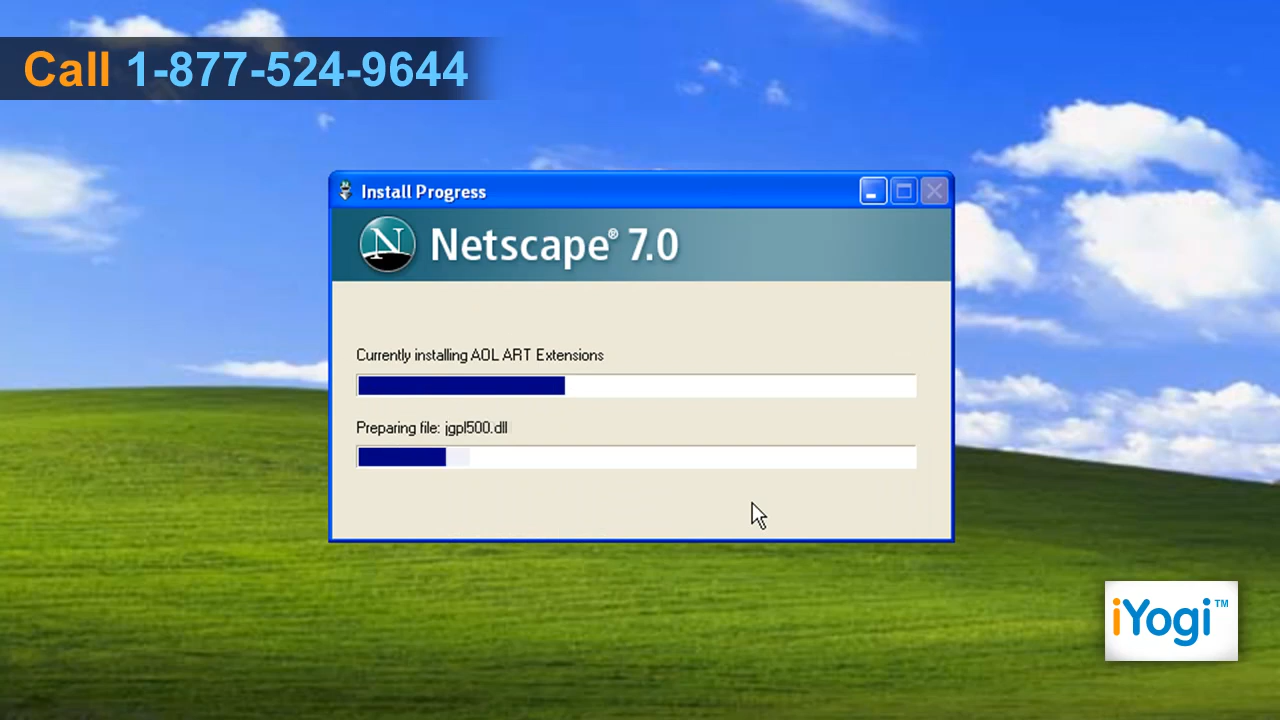 Call 1-877-524-9644
Install Progress
N Netscape® 7.0
Currently installing AOL ART Extensions
Preparing file: jgpl500.dll
iYogi™